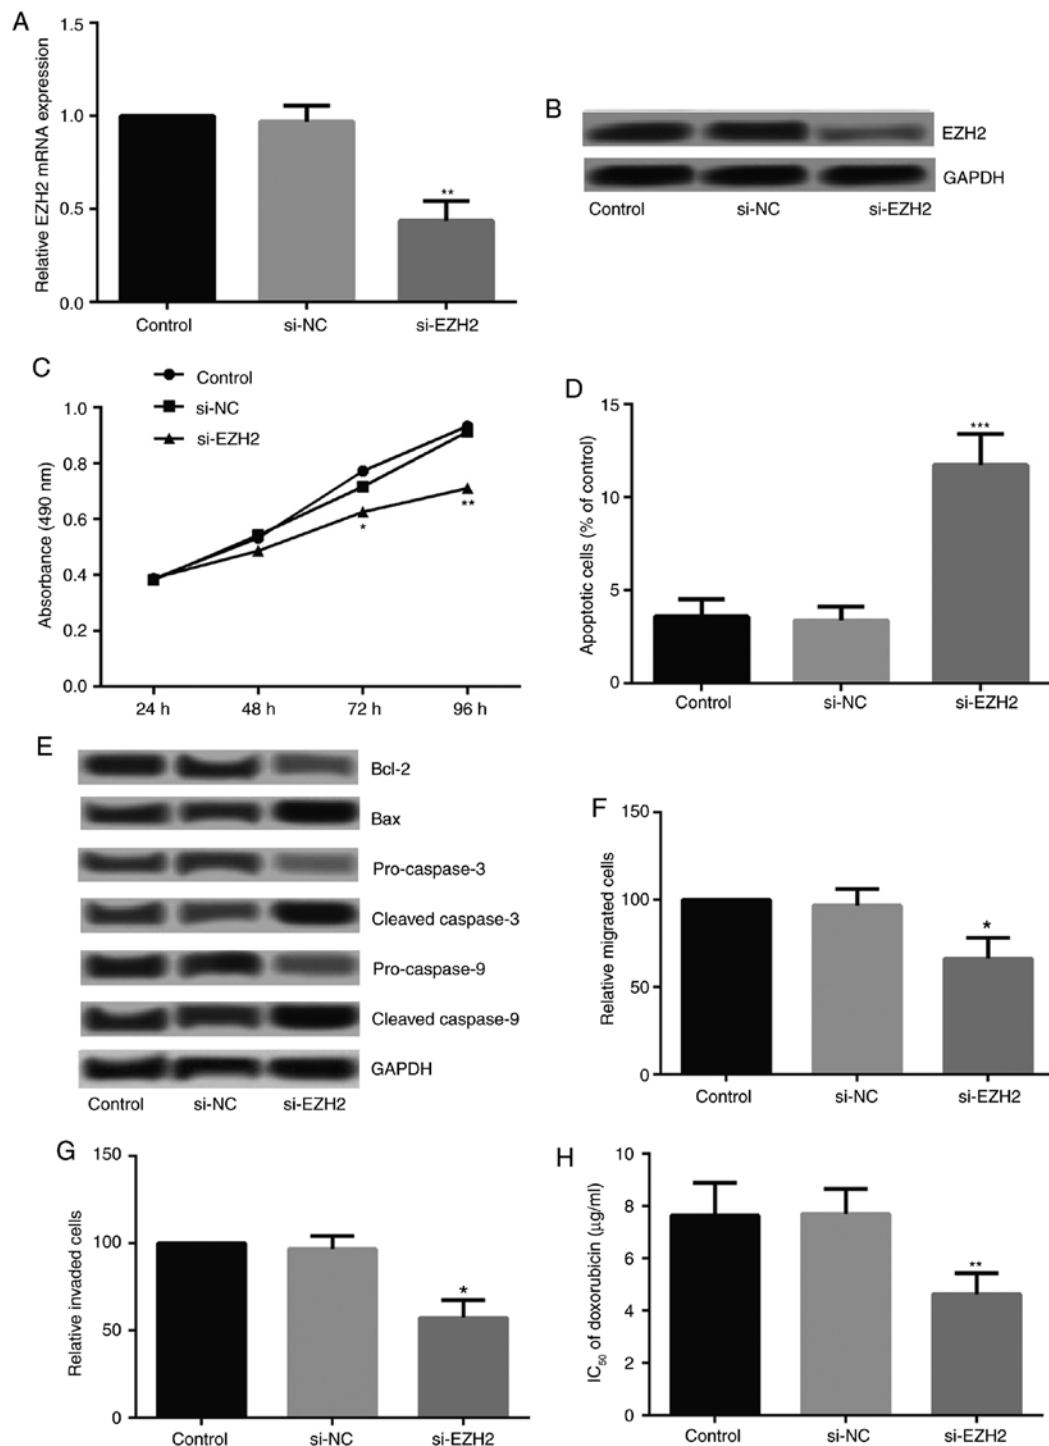 A
Relative EZH2 mRNA expression
1.5
1.0
0.5
0.0
**
Control si-NC si-EZH2
B
EZH2
GAPDH
Control si-NC si-EZH2
C
Control
si-NC
si-EZH2
Absorbance (490 nm)
1.0
0.8
0.6
0.4
0.2
0.0
*
**
24 h 48 h 72 h 96 h
D
Apoptotic cells (% of control)
15
10
5
0
***
Control si-NC si-EZH2
E
Bcl-2
Bax
Pro-caspase-3
Cleaved caspase-3
Pro-caspase-9
Cleaved caspase-9
GAPDH
Control si-NC si-EZH2
F
Relative migrated cells
150
100
50
0
*
Control si-NC si-EZH2
G
Relative invaded cells
150
100
50
0
*
Control si-NC si-EZH2
H
IC50 of doxorubicin (μg/ml)
10
8
6
4
2
0
**
Control si-NC si-EZH2